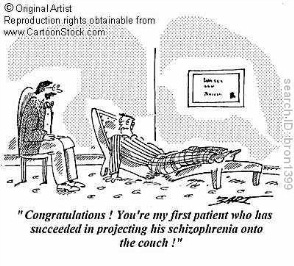 © Original Artist
Reproduction rights obtainable from
www.CartoonStock.com
search ID: bron1399
" Congratulations ! You're my first patient who has
succeeded in projecting his schizophrenia onto
the couch !"